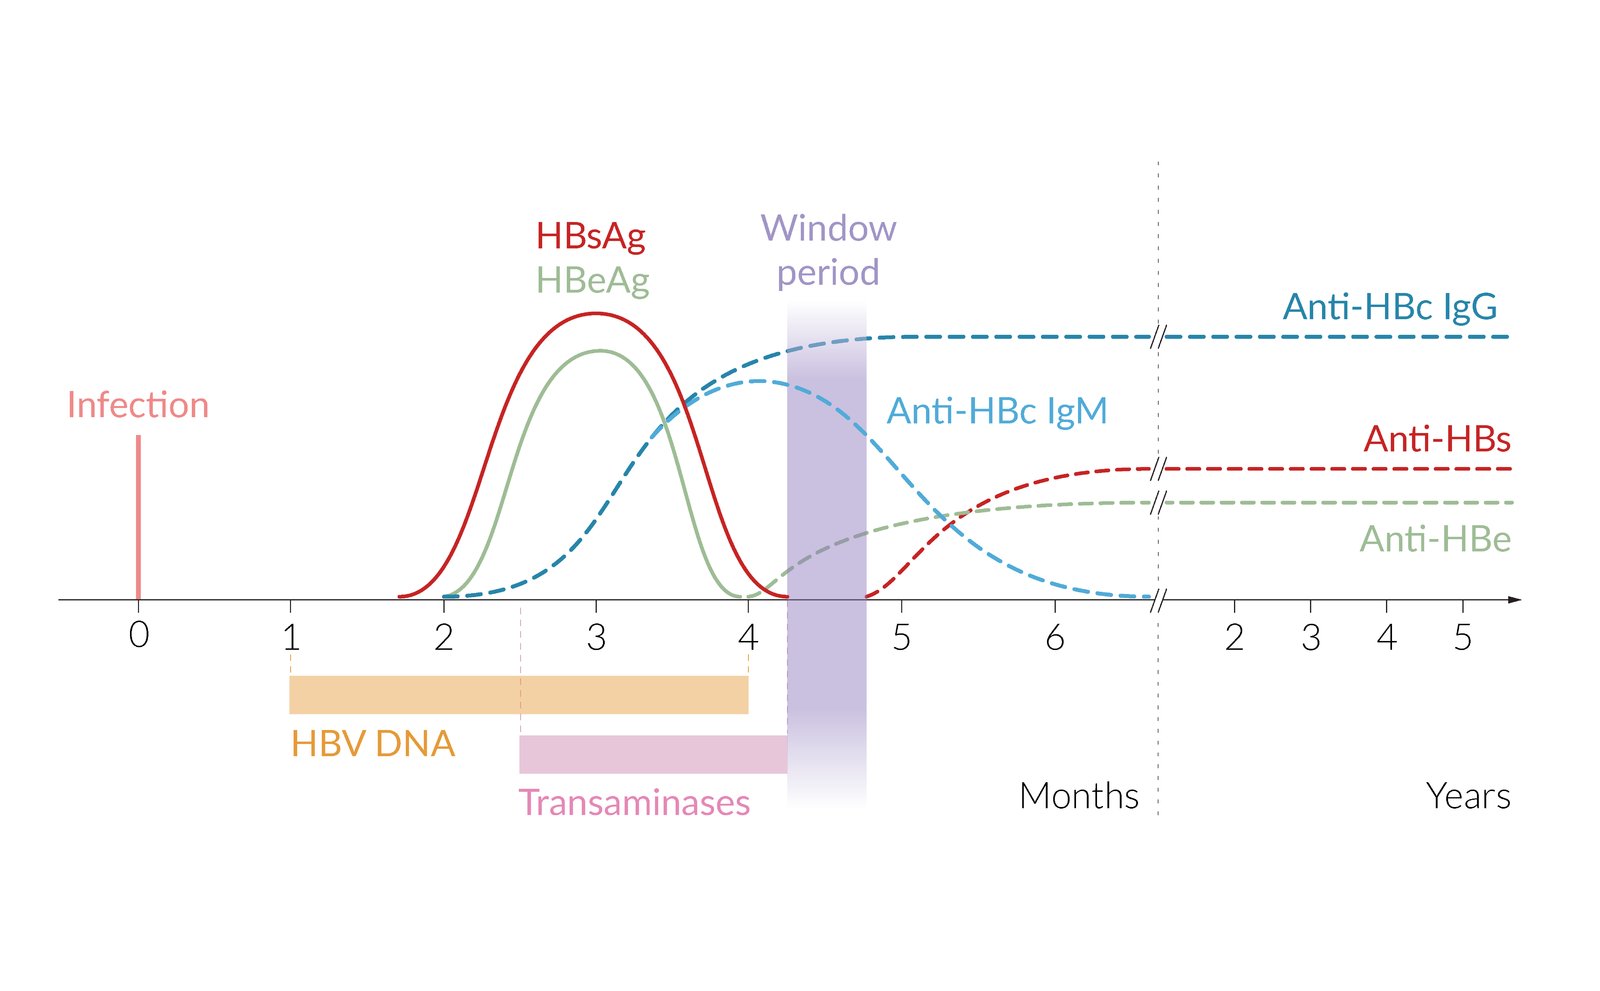 HBsAg
HBeAg
Window
period
Infection
Anti-HBc IgG
Anti-HBc IgM
Anti-HBs
Anti-HBe
0 1 2 3 4 5 6 2 3 4 5
HBV DNA
Transaminases
Months
Years